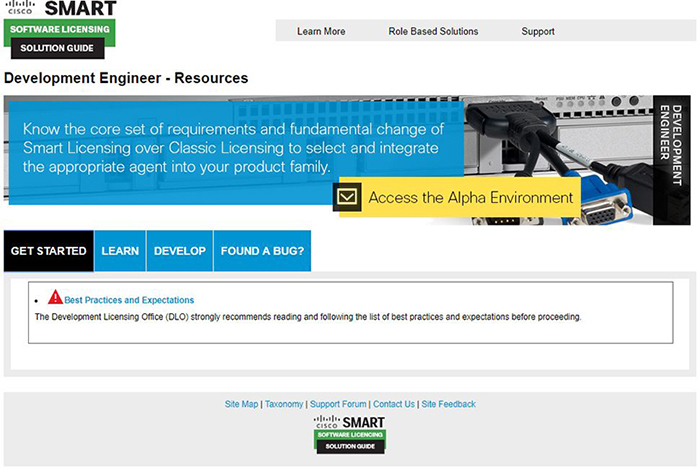 CISCO SMART
SOFTWARE LICENSING
SOLUTION GUIDE
Learn More Role Based Solutions Support
Development Engineer - Resources
Know the core set of requirements and fundamental change of
Smart Licensing over Classic Licensing to select and integrate
the appropriate agent into your product family.
DEVELOPMENT
ENGINEER
Access the Alpha Environment
GET STARTED LEARN DEVELOP FOUND A BUG?
Best Practices and Expectations
The Development Licensing Office (DLO) strongly recommends reading and following the list of best practices and expectations before proceeding.
Site Map | Taxonomy | Support Forum | Contact Us | Site Feedback
CISCO SMART
SOFTWARE LICENCING
SOLUTION GUIDE